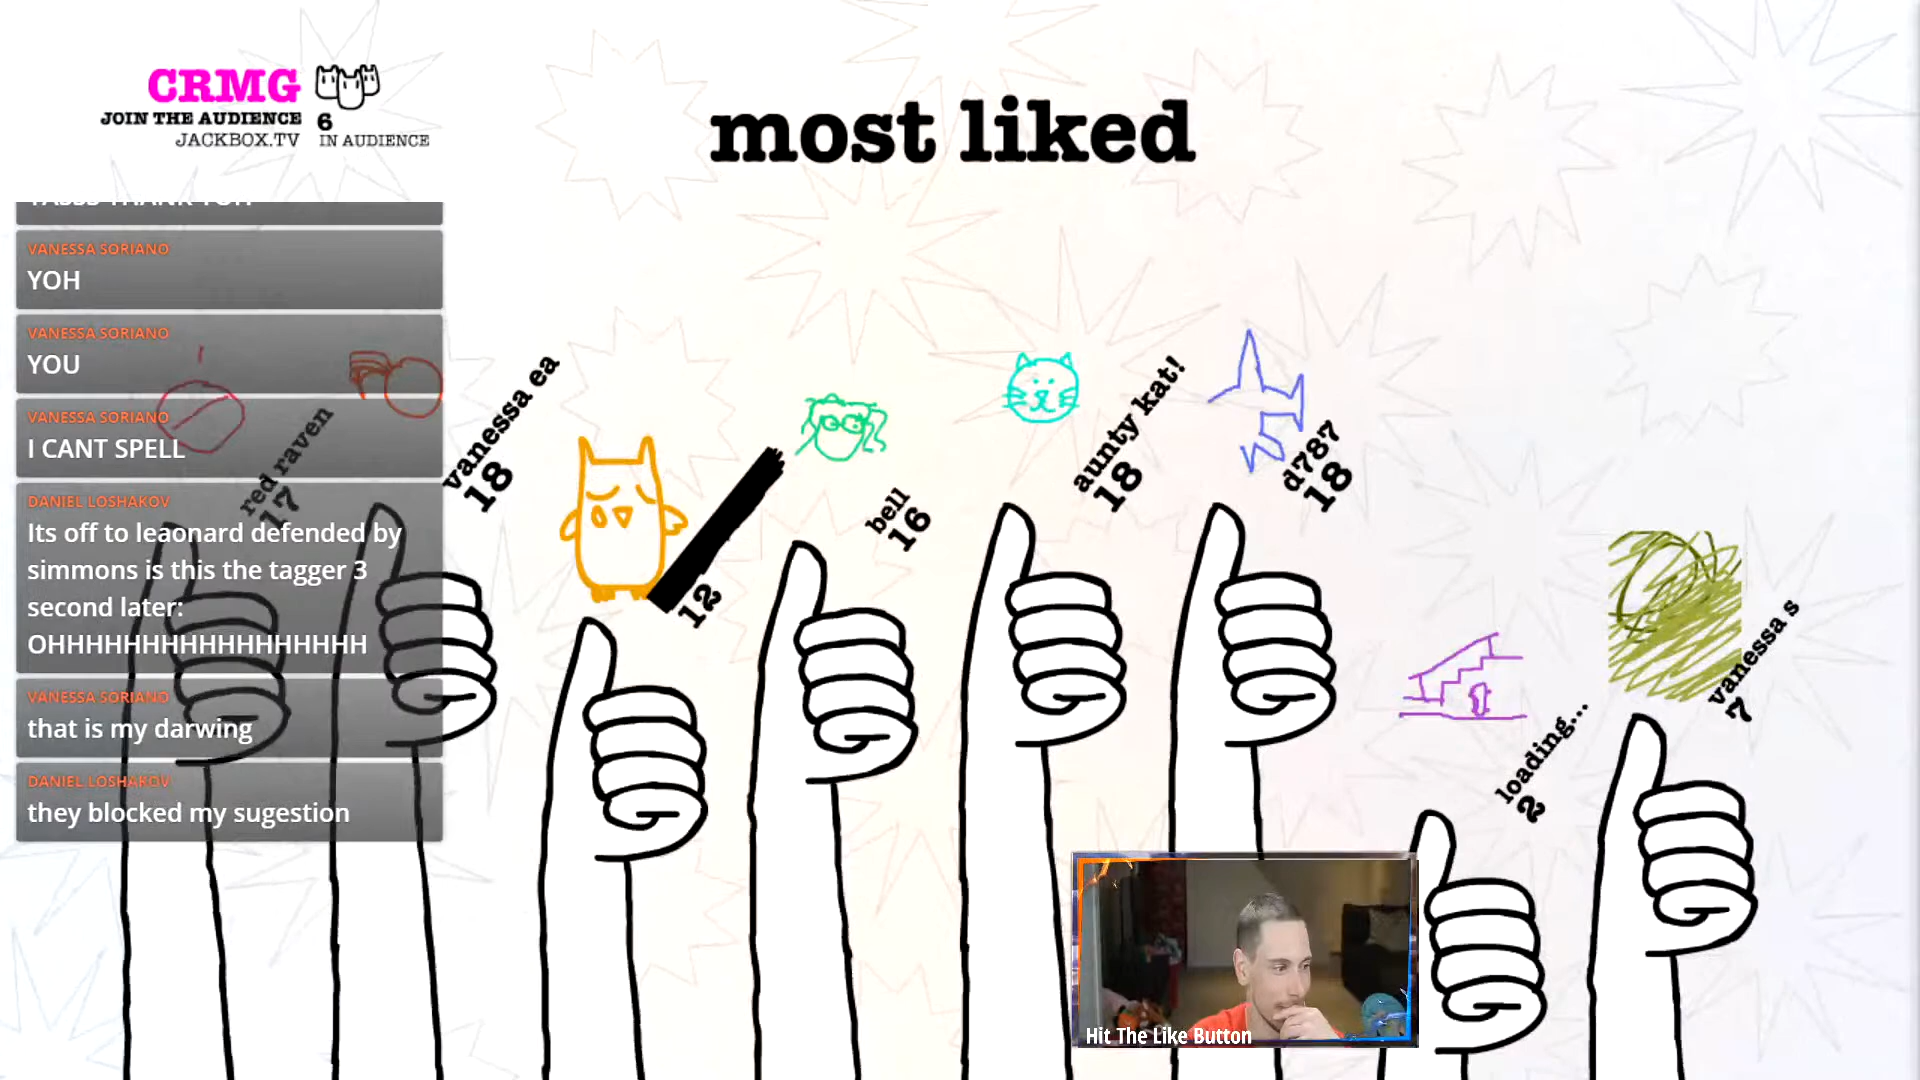 CRMG
JOIN THE AUDIENCE
JACKBOX.TV
6
IN AUDIENCE
most liked
VANESSA SORIANO
YOH
VANESSA SORIANO
YOU
VANESSA SORIANO
I CANT SPELL
DANIEL LOSHAKOV
Its off to leaonard defended by
simmons is this the tagger 3
second later:
OHHHHHHHHHHHHHHHHHH
VANESSA SORIANO
that is my darwing
DANIEL LOSHAKOV
they blocked my sugestion
red raven
17
vanessa ea
18
12
bell
16
aunty kat!
18
d787
18
loading...
2
vanessa s
7
Hit The Like Button